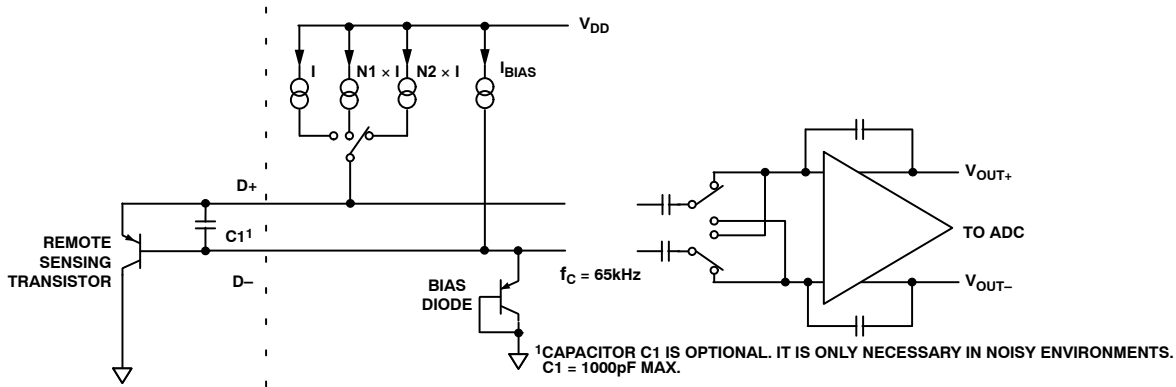 V_DD
I
N1 × I
N2 × I
I_BIAS
D+
C1¹
REMOTE
SENSING
TRANSISTOR
D−
BIAS
DIODE
f_C = 65kHz
V_OUT+
TO ADC
V_OUT−
¹CAPACITOR C1 IS OPTIONAL. IT IS ONLY NECESSARY IN NOISY ENVIRONMENTS.
C1 = 1000pF MAX.